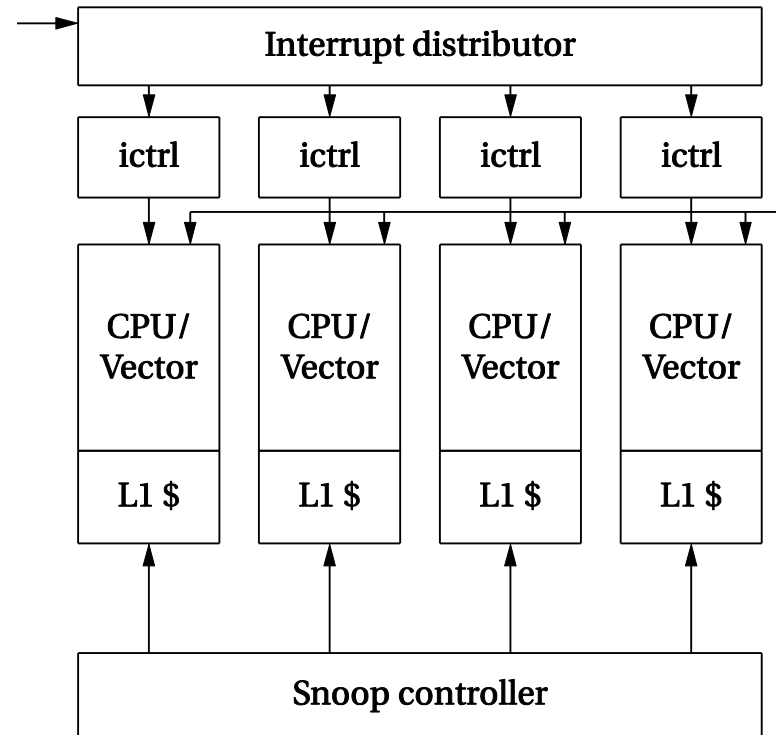 Interrupt distributor
ictrl ictrl ictrl ictrl
CPU/ CPU/ CPU/ CPU/
Vector Vector Vector Vector
L1 $ L1 $ L1 $ L1 $
Snoop controller